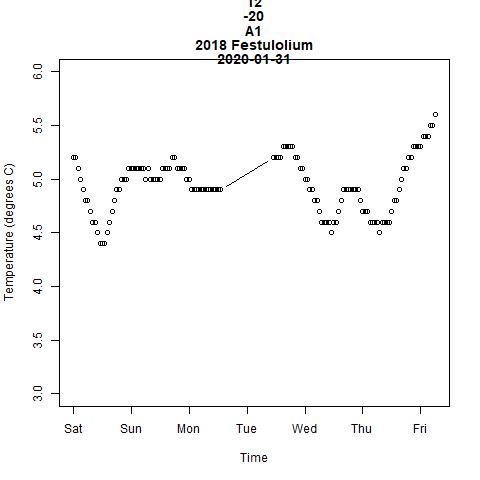 T2
-20
A1
2018 Festulolium
2020-01-31
6.0
5.5
5.0
4.5
4.0
3.5
3.0
Temperature (degrees C)
Sat Sun Mon Tue Wed Thu Fri
Time